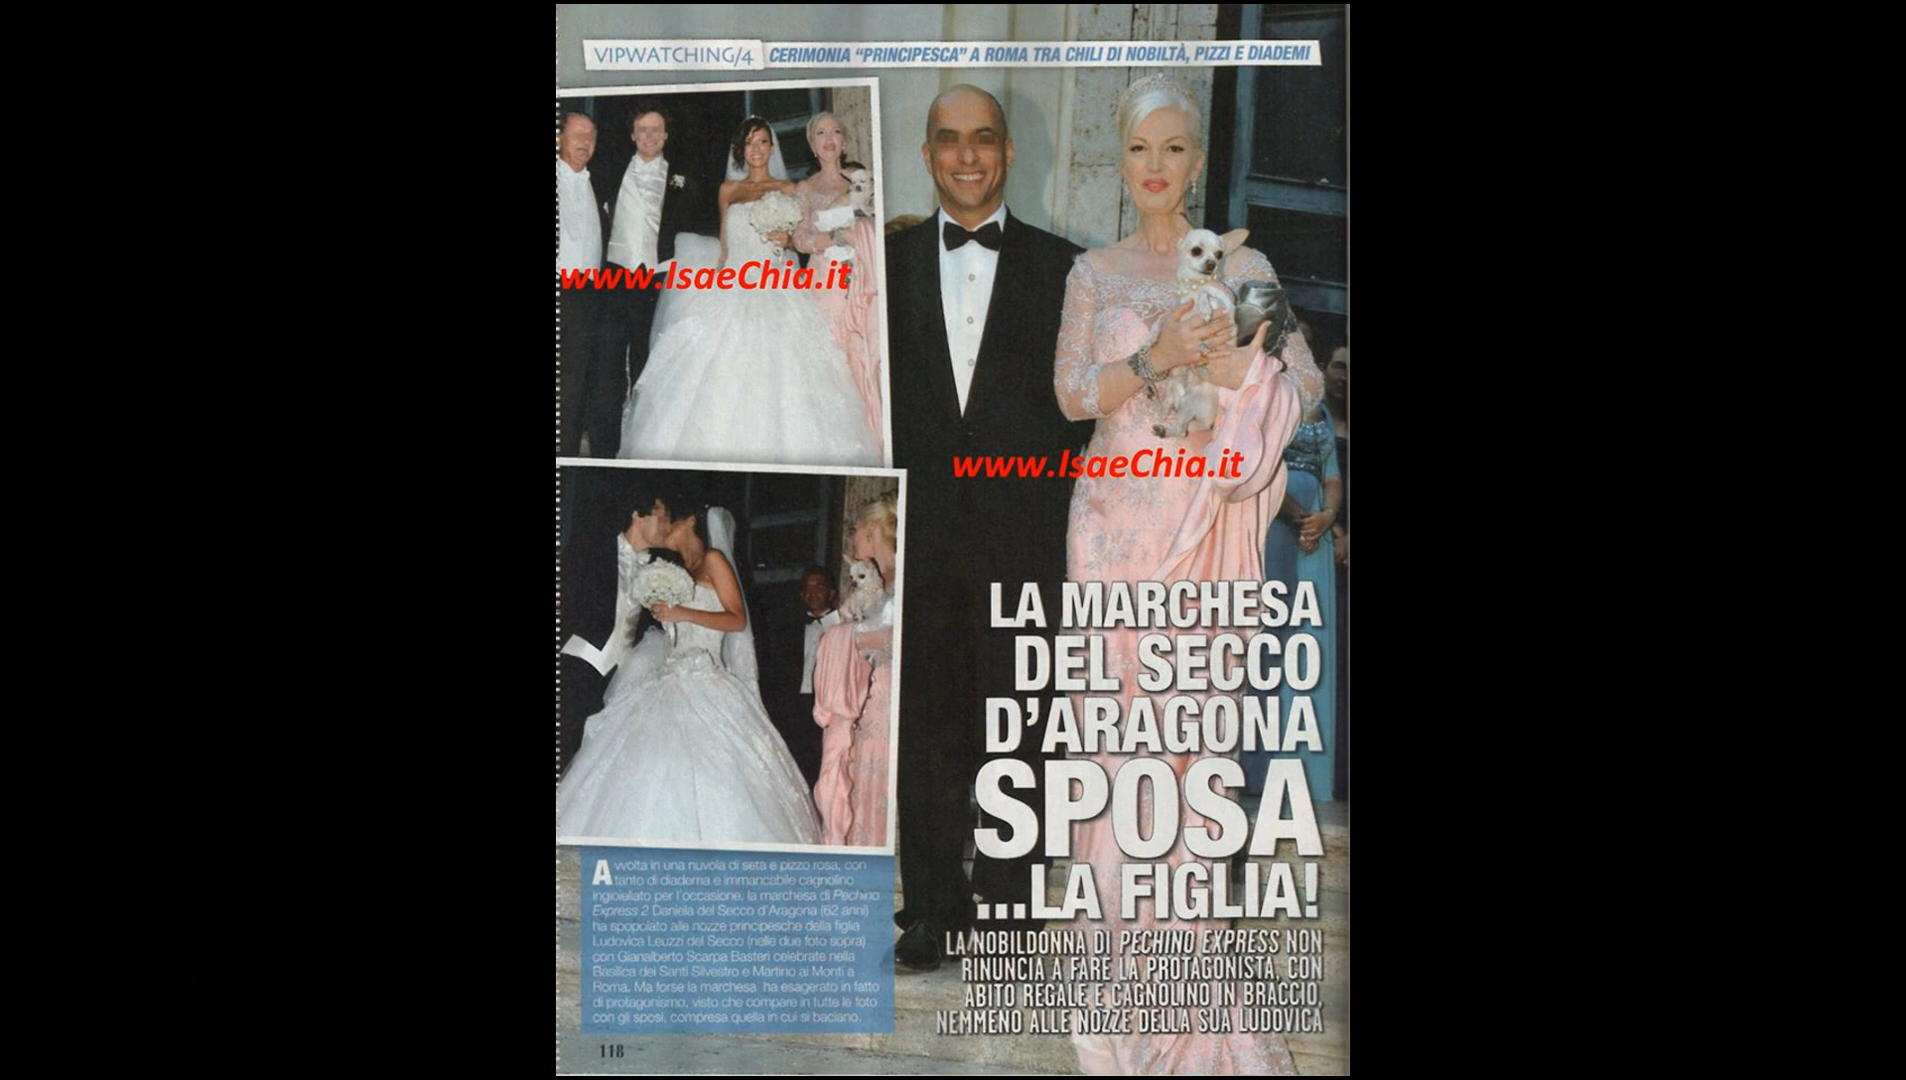 VIPWATCHING/4 CERIMONIA “PRINCIPESCA” A ROMA TRA CHILI DI NOBILTÀ, PIZZI E DIADEMI
www.IsaeChia.it
www.IsaeChia.it
LA MARCHESA
DEL SECCO
D’ARAGONA
SPOSA
...LA FIGLIA!
LA NOBILDONNA DI PECHINO EXPRESS NON
RINUNCIA A FARE LA PROTAGONISTA, CON
ABITO REGALE E CAGNOLINO IN BRACCIO,
NEMMENO ALLE NOZZE DELLA SUA LUDOVICA
Avvolta in una nuvola di seta e pizzo rosa, con
tanto di diadema e immancabile cagnolino
ingioiellato per l’occasione, la marchesa di Pechino
Express 2 Daniela del Secco d’Aragona (62 anni)
ha spopolato alle nozze principesche della figlia
Ludovica Leuzzi del Secco (nelle due foto sopra)
con Gianalberto Scarpa Basteri celebrate nella
Basilica dei Santi Silvestro e Martino ai Monti a
Roma. Ma forse la marchesa ha esagerato in fatto
di protagonismo, visto che compare in tutte le foto
con gli sposi, compresa quella in cui si baciano.
118